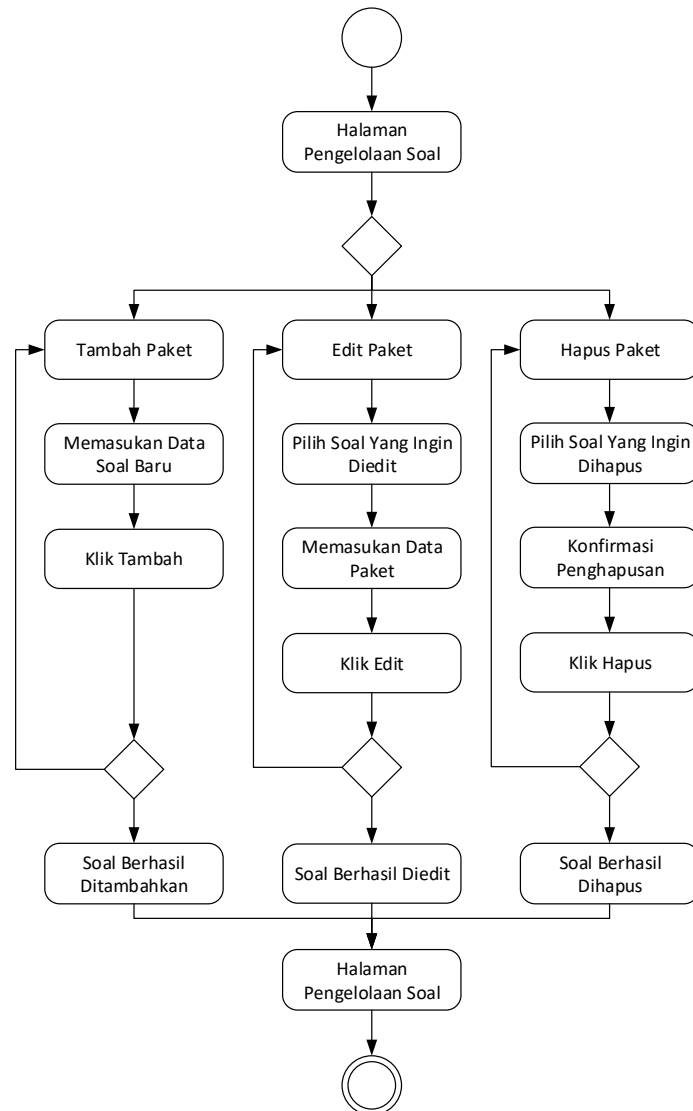 Halaman
Pengelolaan Soal
Tambah Paket
Edit Paket
Hapus Paket
Memasukan Data
Soal Baru
Pilih Soal Yang Ingin
Diedit
Pilih Soal Yang Ingin
Dihapus
Klik Tambah
Memasukan Data
Paket
Konfirmasi
Penghapusan
Klik Edit
Klik Hapus
Soal Berhasil
Ditambahkan
Soal Berhasil Diedit
Soal Berhasil
Dihapus
Halaman
Pengelolaan Soal